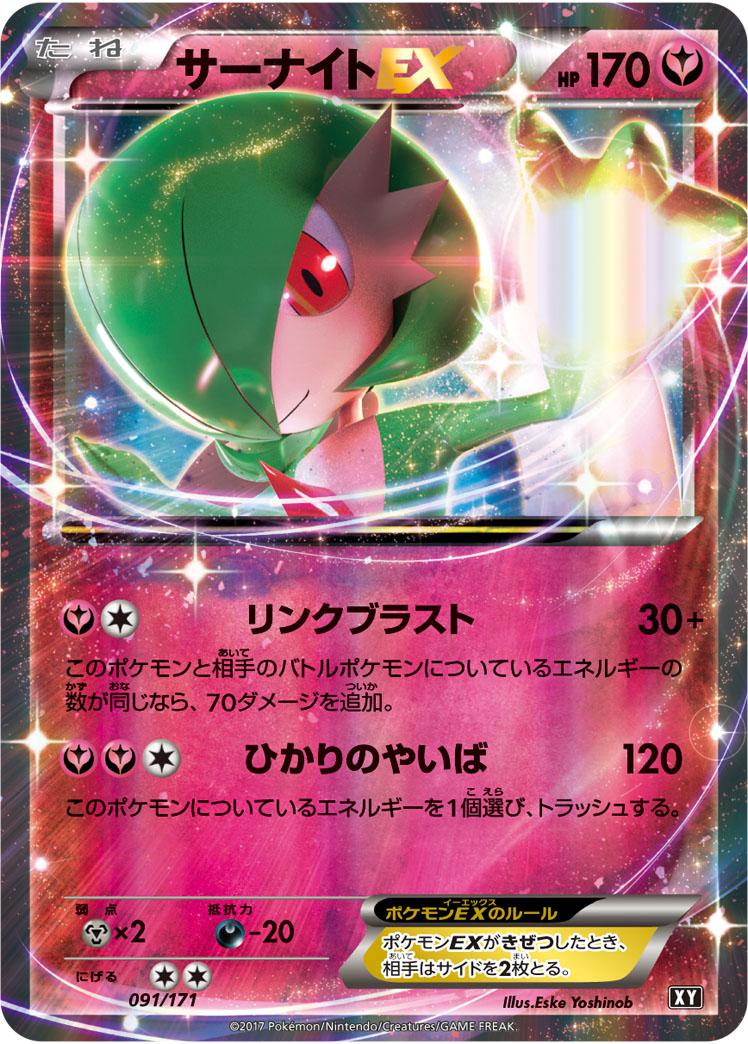 たね
サーナイトEX
HP 170
リンクブラスト 30+
このポケモンと相手のバトルポケモンについているエネルギーの
数が同じなら、70ダメージを追加。
ひかりのやいば 120
このポケモンについているエネルギーを1個選び、トラッシュする。
弱点 抵抗力
×2 -20
にげる
ポケモンEXのルール
ポケモンEXがきぜつしたとき、
相手はサイドを2枚とる。
091/171
Illus.Eske Yoshinob
XY
©2017 Pokémon/Nintendo/Creatures/GAME FREAK.